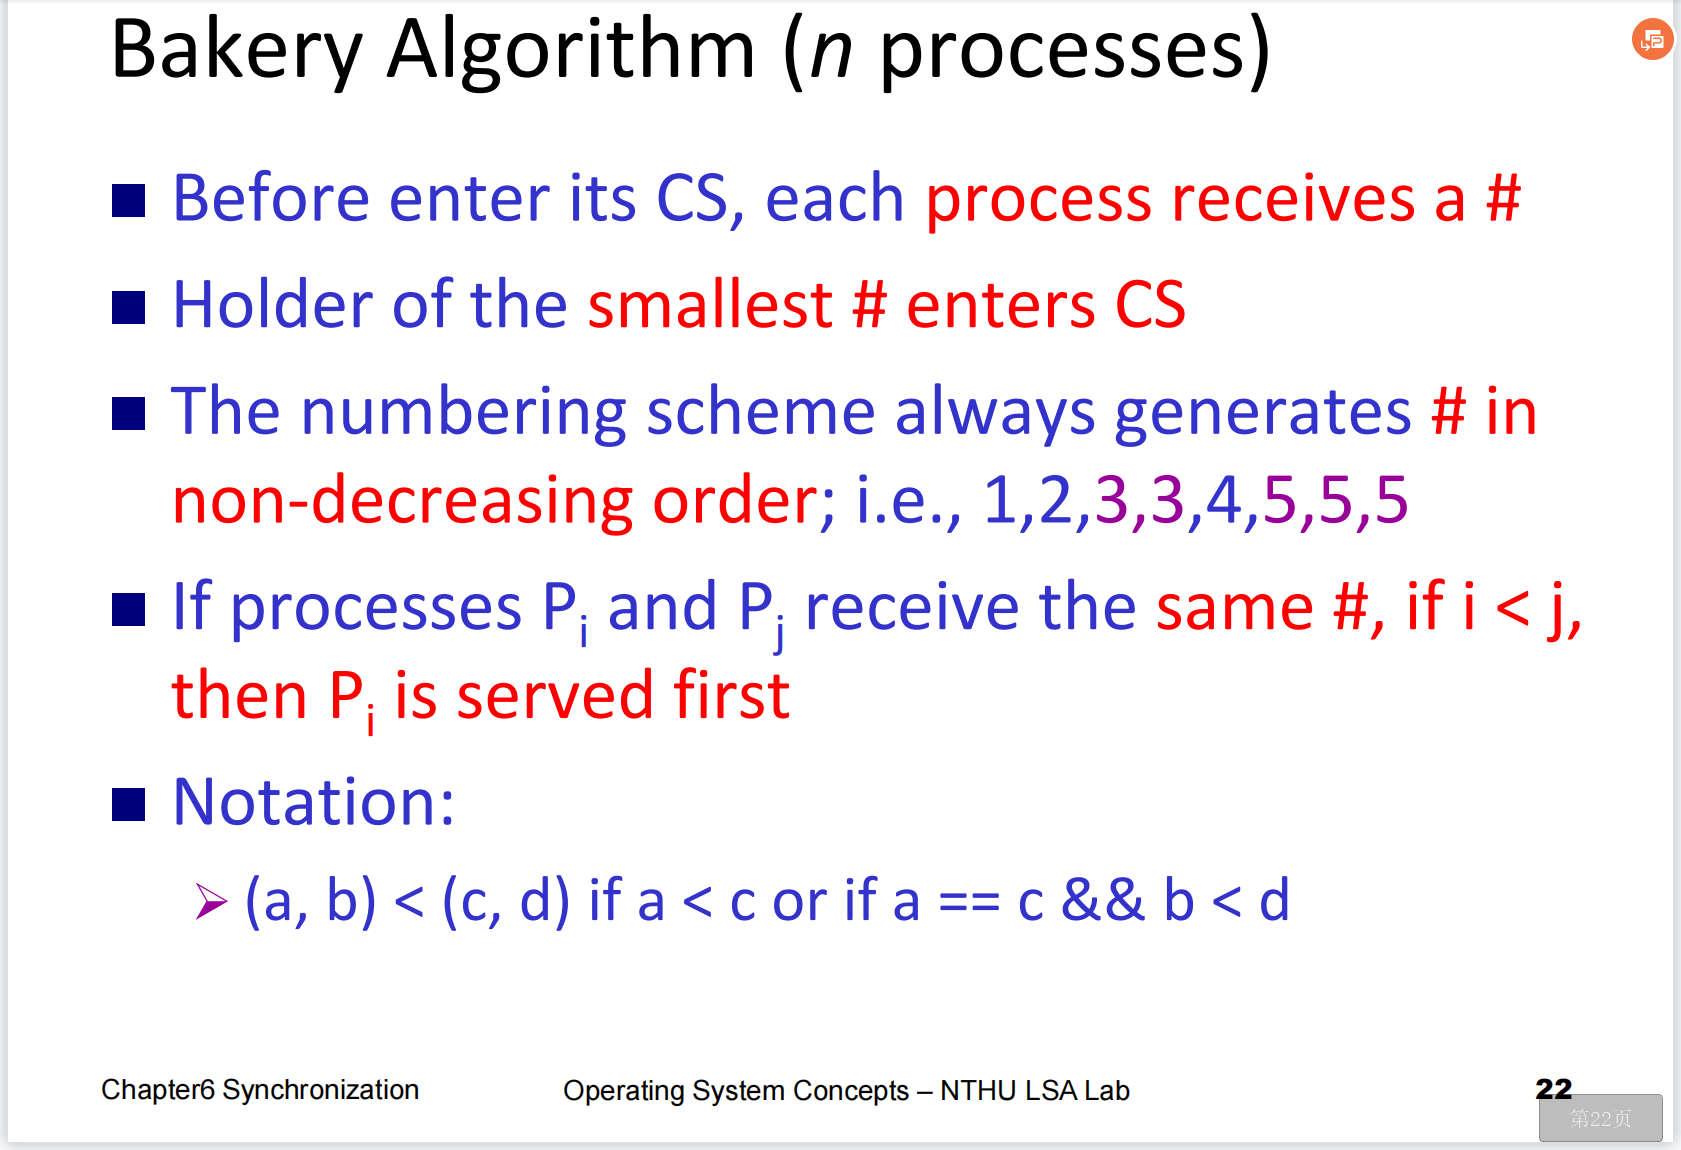 Bakery Algorithm (n processes)
Before enter its CS, each process receives a #
Holder of the smallest # enters CS
The numbering scheme always generates # in
non-decreasing order; i.e., 1,2,3,3,4,5,5,5
If processes Pi and Pj receive the same #, if i < j,
then Pi is served first
Notation:
(a, b) < (c, d) if a < c or if a == c && b < d
Chapter6 Synchronization
Operating System Concepts – NTHU LSA Lab
22
第22页